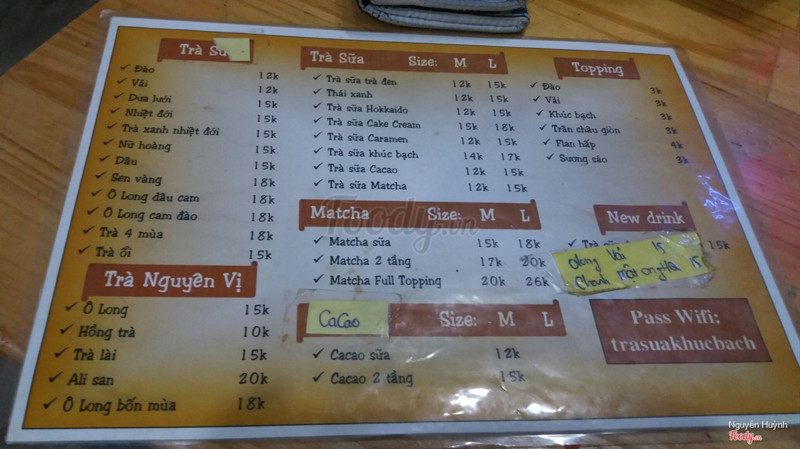 Trà
Đào 12k
Vải 12k
Dưa lưới 15k
Nhiệt đới 15k
Trà xanh nhiệt đới 15k
Nữ hoàng 15k
Dâu 15k
Sen vàng 18k
Ô Long dâu cam 18k
Ô Long cam đào 18k
Trà 4 mùa 18k
Trà ổi 15k
Trà Nguyên Vị
Ô Long 15k
Hồng trà 10k
Trà lài 15k
Ali san 20k
Ô Long bốn mùa 18k
Trà Sữa Size: M L
Trà sữa trà đen 12k 15k
Thái xanh 12k 15k
Trà sữa Hokkaido 12k 15k
Trà sữa Cake Cream 15k 18k
Trà sữa Caramen 12k 15k
Trà sữa khúc bạch 14k 17k
Trà sữa Cacao 12k 15k
Trà sữa Matcha 12k 15k
Matcha Size: M L
Matcha sữa 15k 18k
Matcha 2 tầng 17k 20k
Matcha Full Topping 20k 26k
CaCao Size: M L
Cacao sữa 12k
Cacao 2 tầng 15k
Topping
Đào 3k
Vải 3k
Khúc bạch 3k
Trân châu giòn 3k
Flan hấp 4k
Sương sáo 3k
New drink
Trà sữa 15k
15
15
Pass Wifi:
trasuakhucbach
Foody.vn
Nguyên Huỳnh
Foody.vn